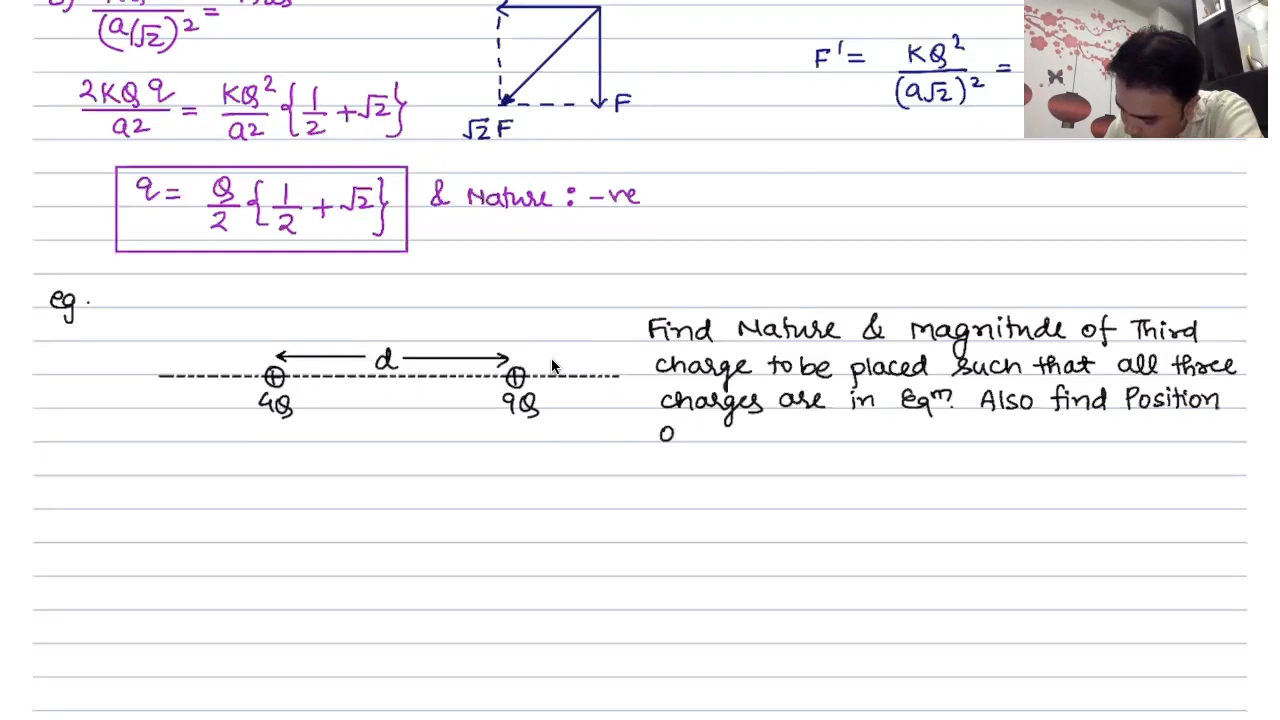 (a√2)² =
2KQq/a2 = KQ²/a2 {1/2 + √2}
F
√2 F
F' = KQ²/(a√2)² =
q = Q/2 {1/2 + √2} & Nature : -ve
eg.
d
4Q 9Q
Find Nature & magnitude of Third
charge to be placed such that all three
charges are in Eqm. Also find Position
o